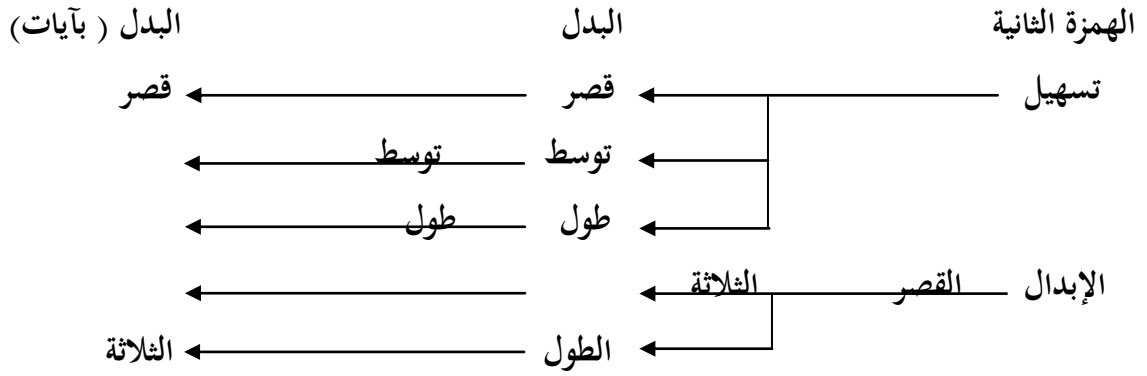 الهمزة الثانية البدل البدل ( بآيات)
تسهيل قصر قصر
توسط توسط
طول طول
الإبدال القصر الثلاثة
الطول الثلاثة